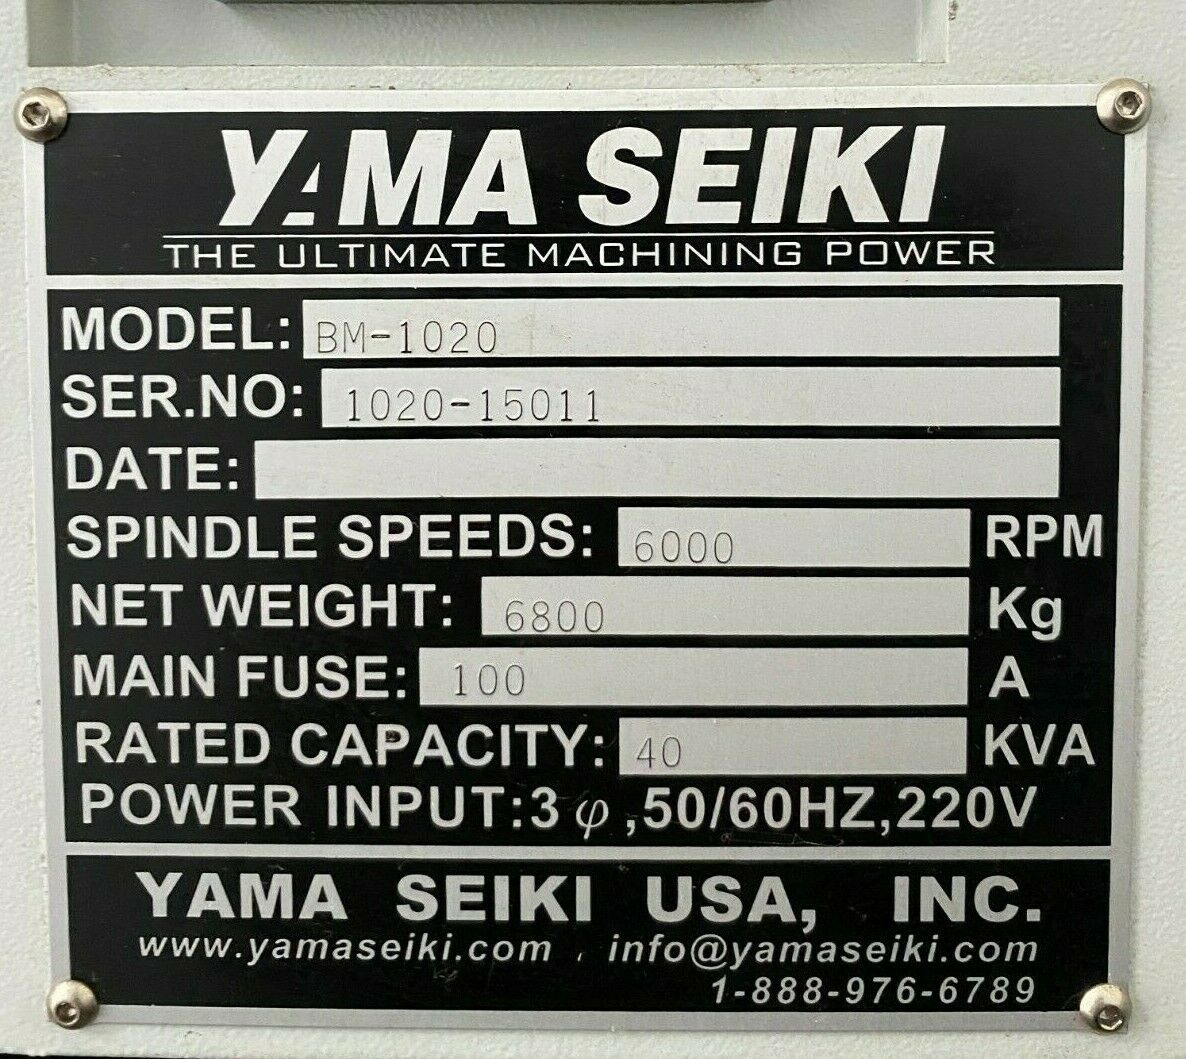 YAMA SEIKI
THE ULTIMATE MACHINING POWER
MODEL: BM-1020
SER.NO: 1020-15011
DATE:
SPINDLE SPEEDS: 6000 RPM
NET WEIGHT: 6800 Kg
MAIN FUSE: 100 A
RATED CAPACITY: 40 KVA
POWER INPUT:3φ,50/60HZ,220V
YAMA SEIKI USA, INC.
www.yamaseiki.com , info@yamaseiki.com
1-888-976-6789